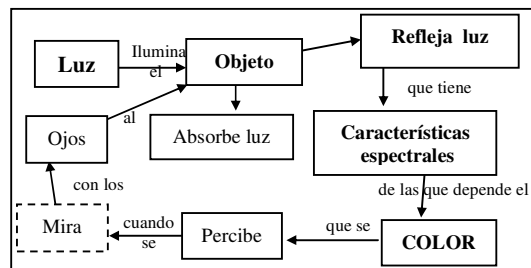 Luz
Ilumina
el
Objeto
Refleja luz
que tiene
Absorbe luz
al
Ojos
Características
espectrales
con los
de las que depende el
Mira
cuando
se
Percibe
que se
COLOR